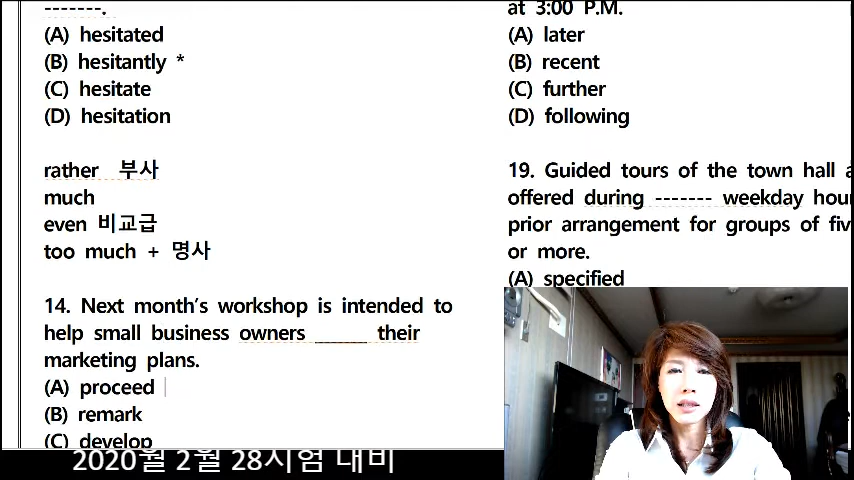 -------.
(A) hesitated
(B) hesitantly *
(C) hesitate
(D) hesitation
rather 부사
much
even 비교급
too much + 명사
14. Next month's workshop is intended to
help small business owners ______ their
marketing plans.
(A) proceed
(B) remark
(C) develop
at 3:00 P.M.
(A) later
(B) recent
(C) further
(D) following
19. Guided tours of the town hall
offered during ------- weekday
prior arrangement for groups of
or more.
(A) specified
2020월 2월 28시험 대비